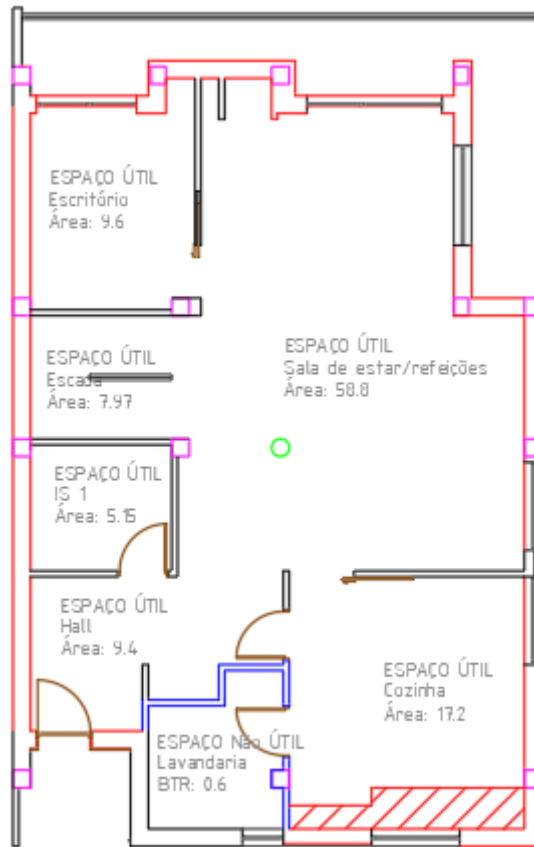 ESPAÇO ÚTIL
Escritório
Área: 9.6
ESPAÇO ÚTIL
Escada
Área: 7.97
ESPAÇO ÚTIL
Sala de estar/refeições
Área: 58.8
ESPAÇO ÚTIL
IS 1
Área: 5.15
ESPAÇO ÚTIL
Hall
Área: 9.4
ESPAÇO ÚTIL
Cozinha
Área: 17.2
ESPAÇO Não ÚTIL
Lavandaria
BTR: 0.6